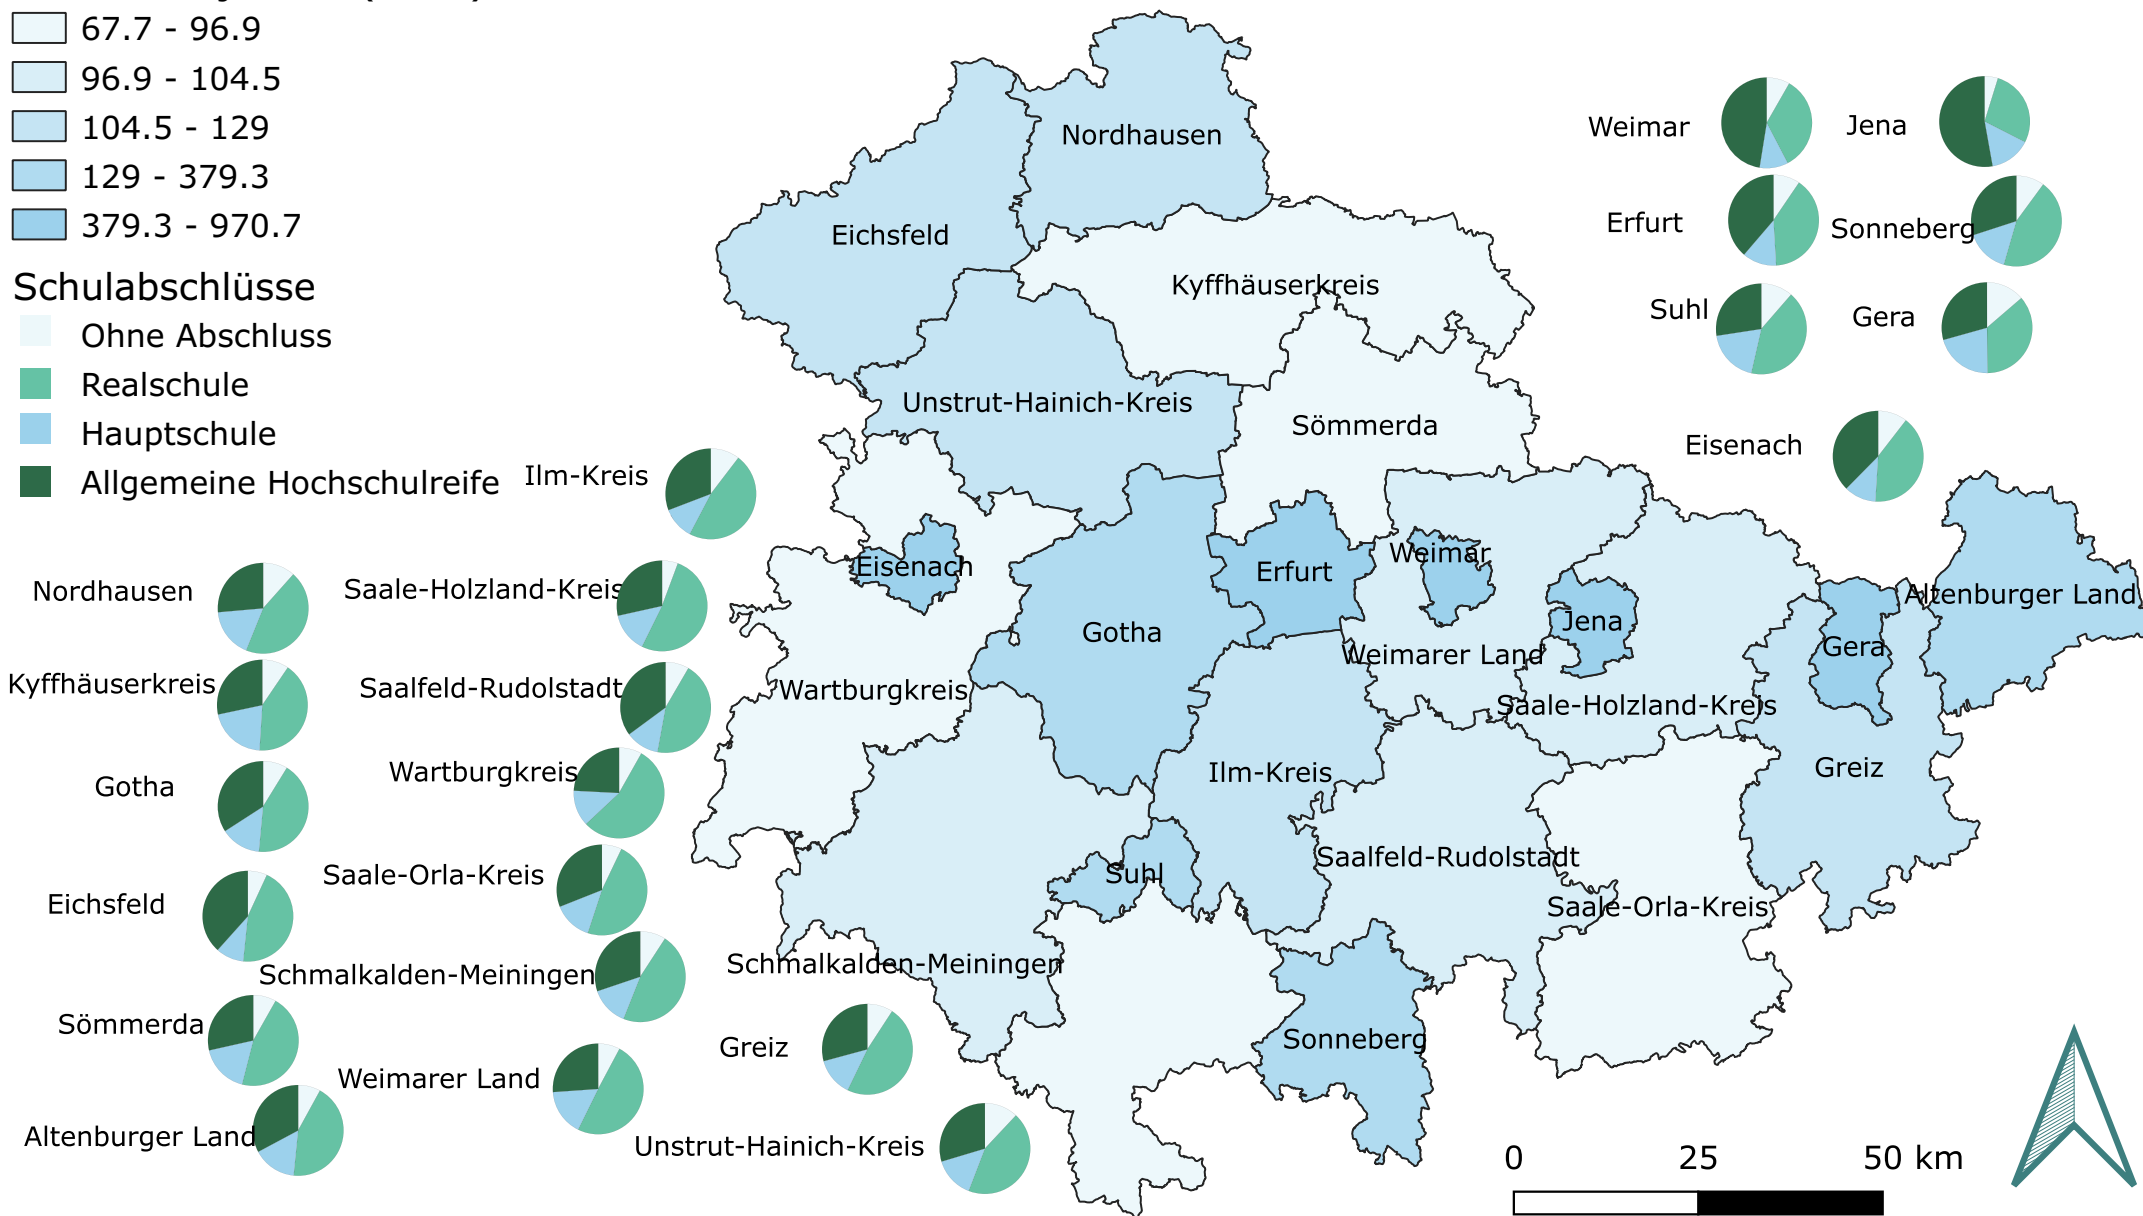 67.7 - 96.9
96.9 - 104.5
104.5 - 129
129 - 379.3
379.3 - 970.7
Schulabschlüsse
Ohne Abschluss
Realschule
Hauptschule
Allgemeine Hochschulreife
Ilm-Kreis
Nordhausen
Saale-Holzland-Kreis
Kyffhäuserkreis
Saalfeld-Rudolstadt
Gotha
Wartburgkreis
Eichsfeld
Saale-Orla-Kreis
Schmalkalden-Meiningen
Sömmerda
Weimarer Land
Altenburger Land
Greiz
Unstrut-Hainich-Kreis
Nordhausen
Eichsfeld
Kyffhäuserkreis
Unstrut-Hainich-Kreis
Sömmerda
Eisenach
Erfurt
Weimar
Altenburger Land
Gotha
Jena
Gera
Weimarer Land
Wartburgkreis
Saale-Holzland-Kreis
Ilm-Kreis
Greiz
Saalfeld-Rudolstadt
Suhl
Saale-Orla-Kreis
Schmalkalden-Meiningen
Sonneberg
Weimar
Jena
Erfurt
Sonneberg
Suhl
Gera
Eisenach
0 25 50 km